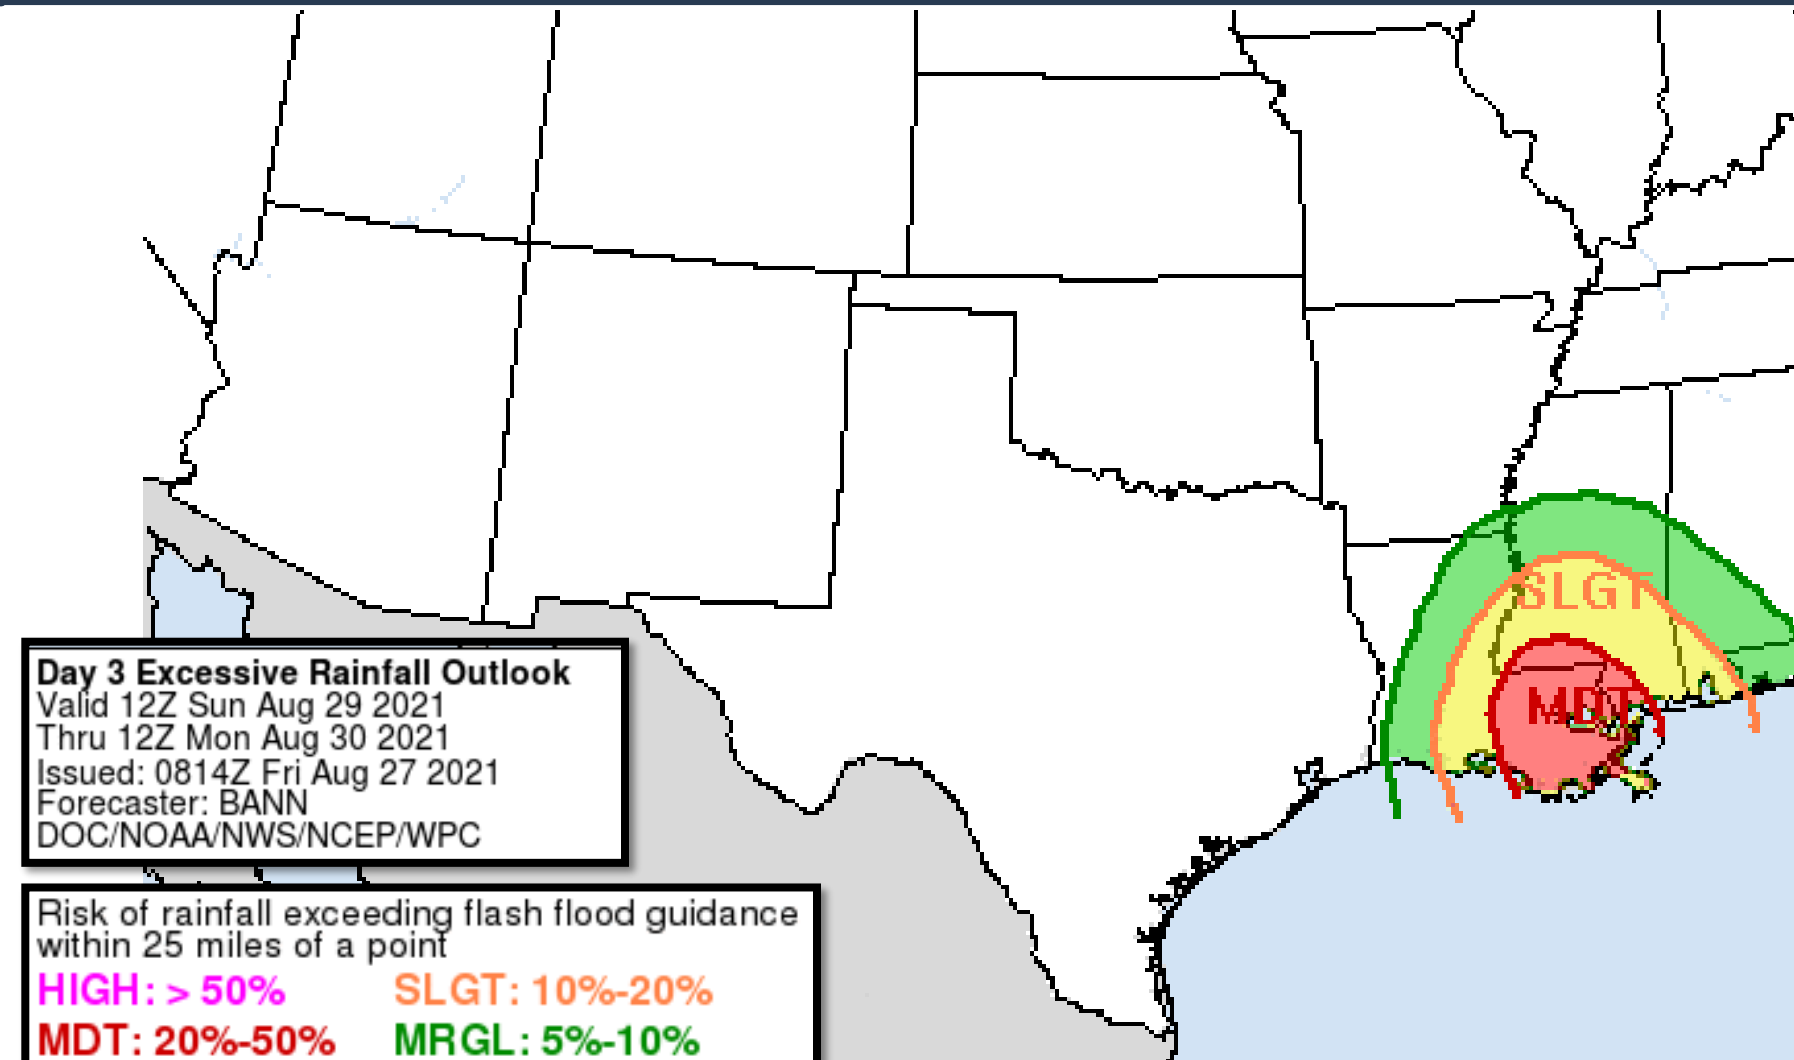 SLGT
MDT
Day 3 Excessive Rainfall Outlook
Valid 12Z Sun Aug 29 2021
Thru 12Z Mon Aug 30 2021
Issued: 0814Z Fri Aug 27 2021
Forecaster: BANN
DOC/NOAA/NWS/NCEP/WPC
Risk of rainfall exceeding flash flood guidance
within 25 miles of a point
HIGH: > 50% SLGT: 10%-20%
MDT: 20%-50% MRGL: 5%-10%